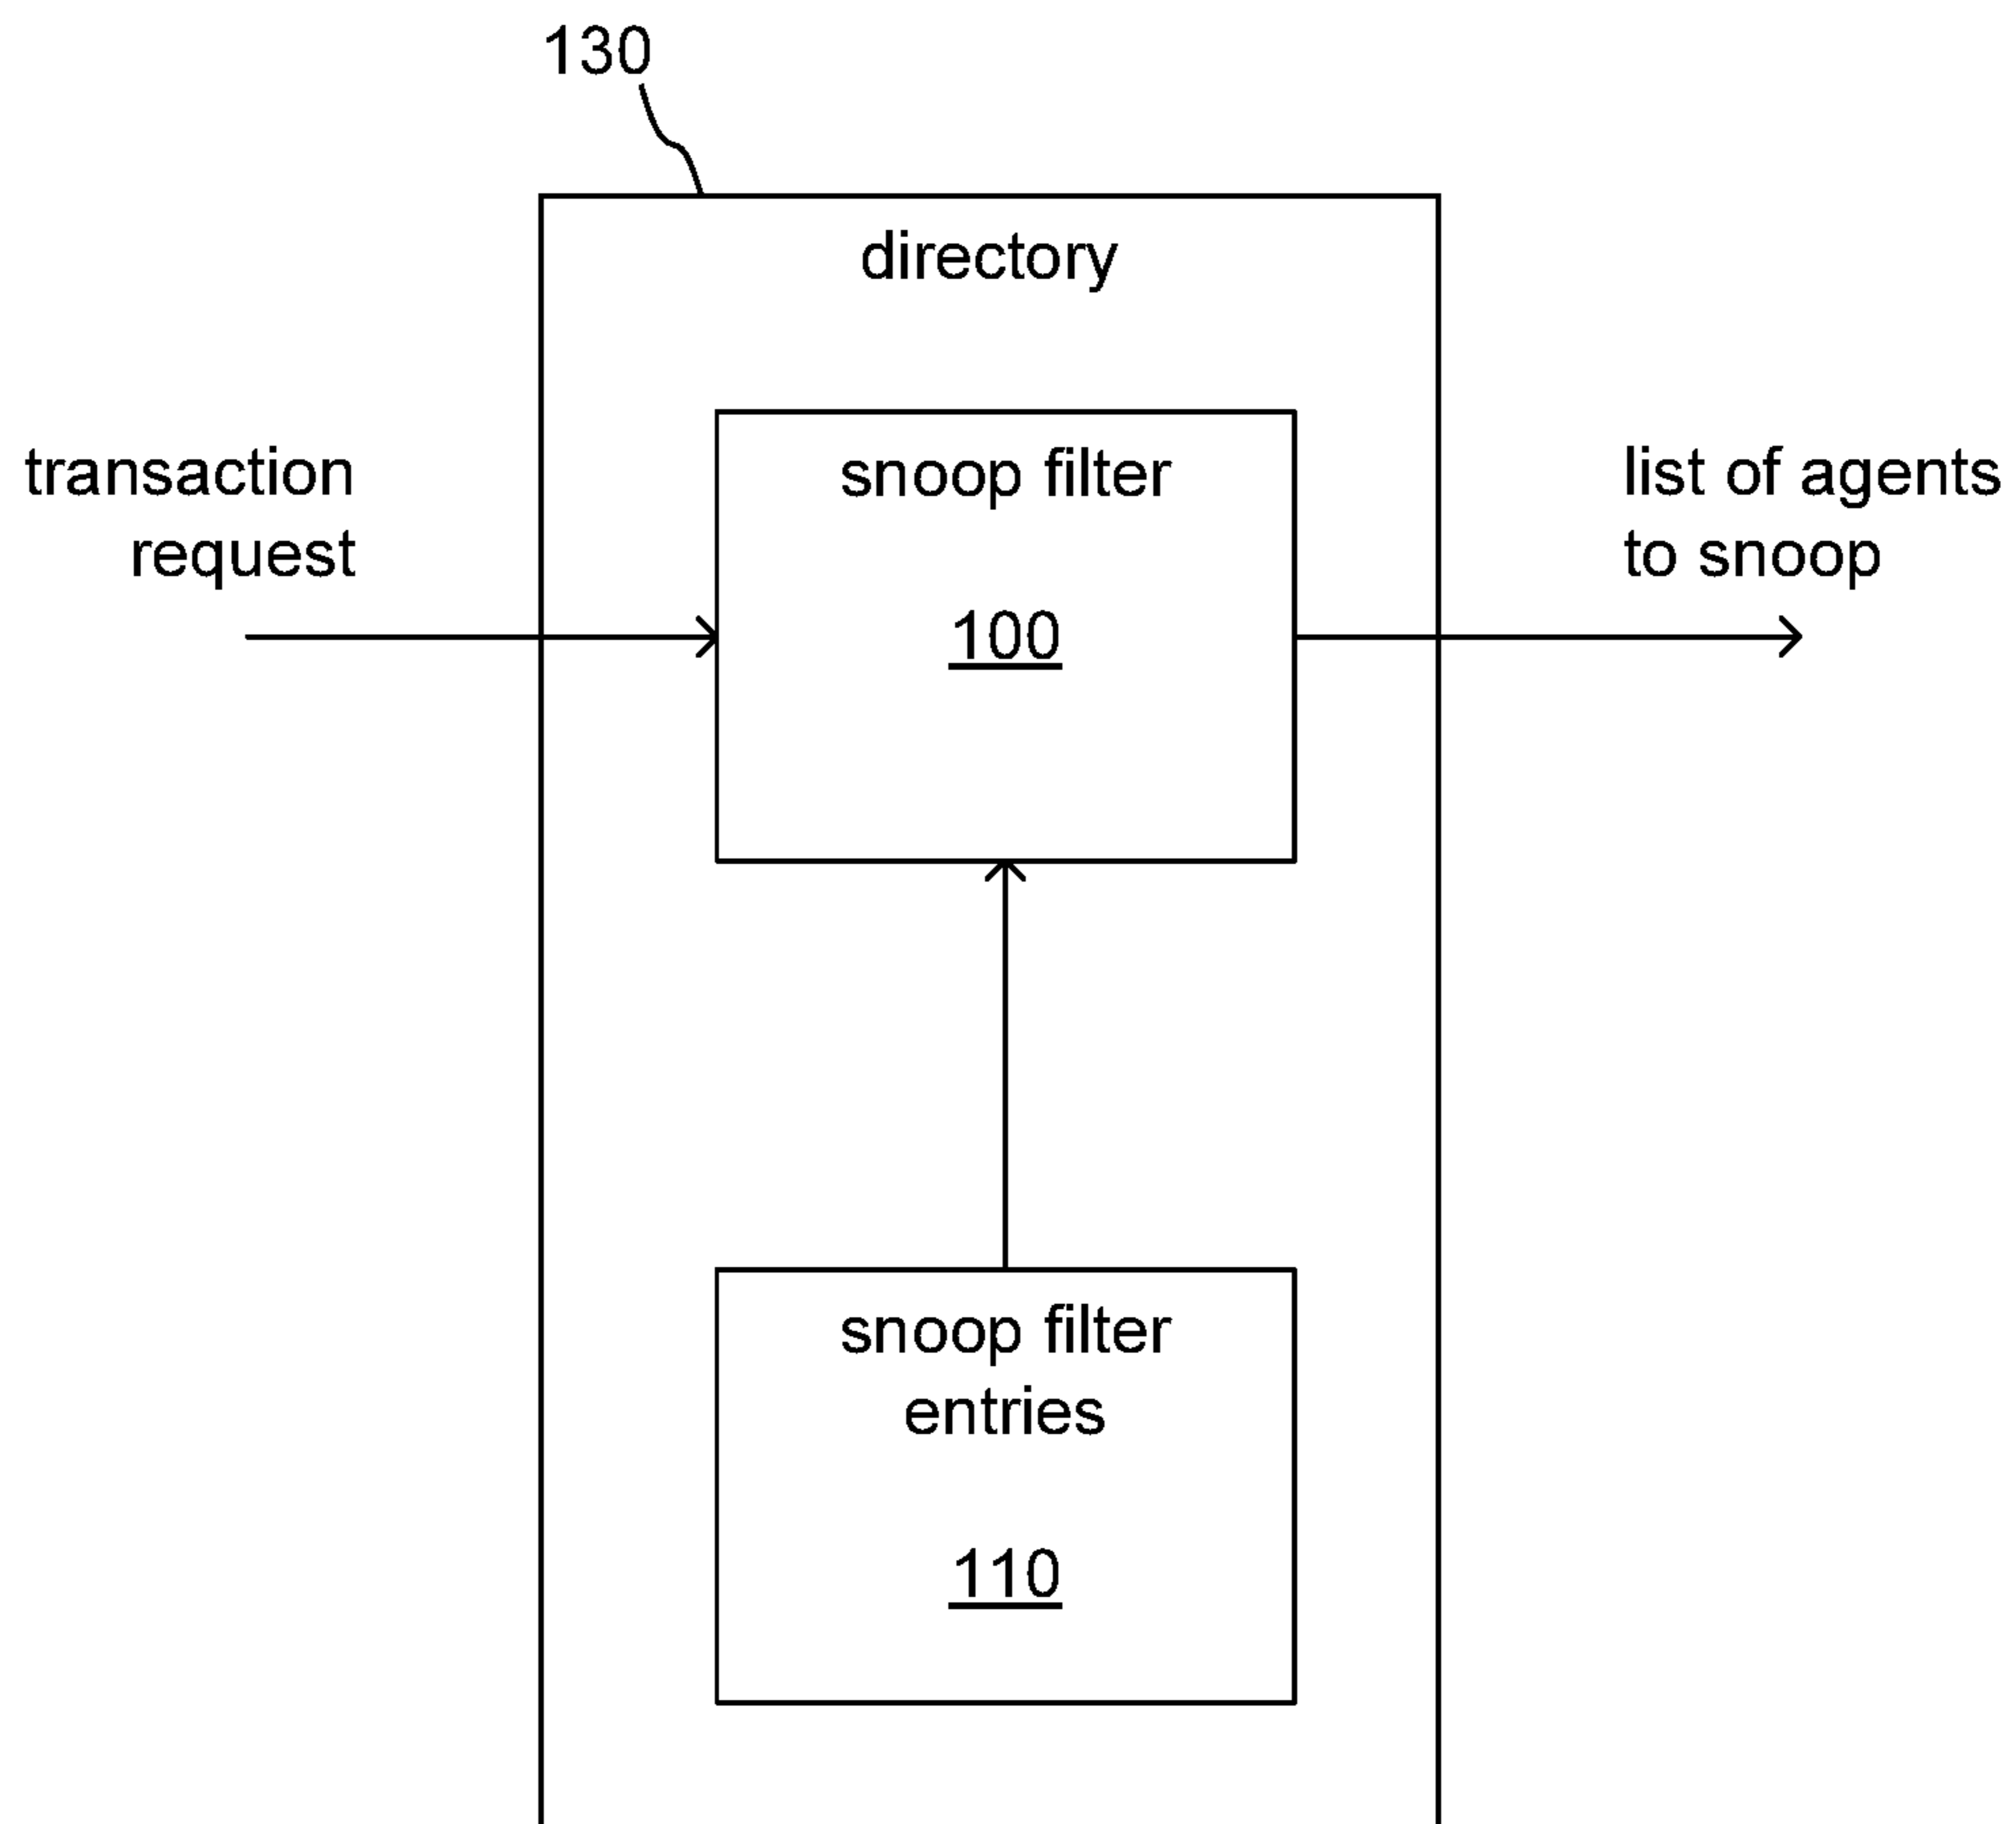 130
directory
transaction
request
snoop filter
100
list of agents
to snoop
snoop filter
entries
110